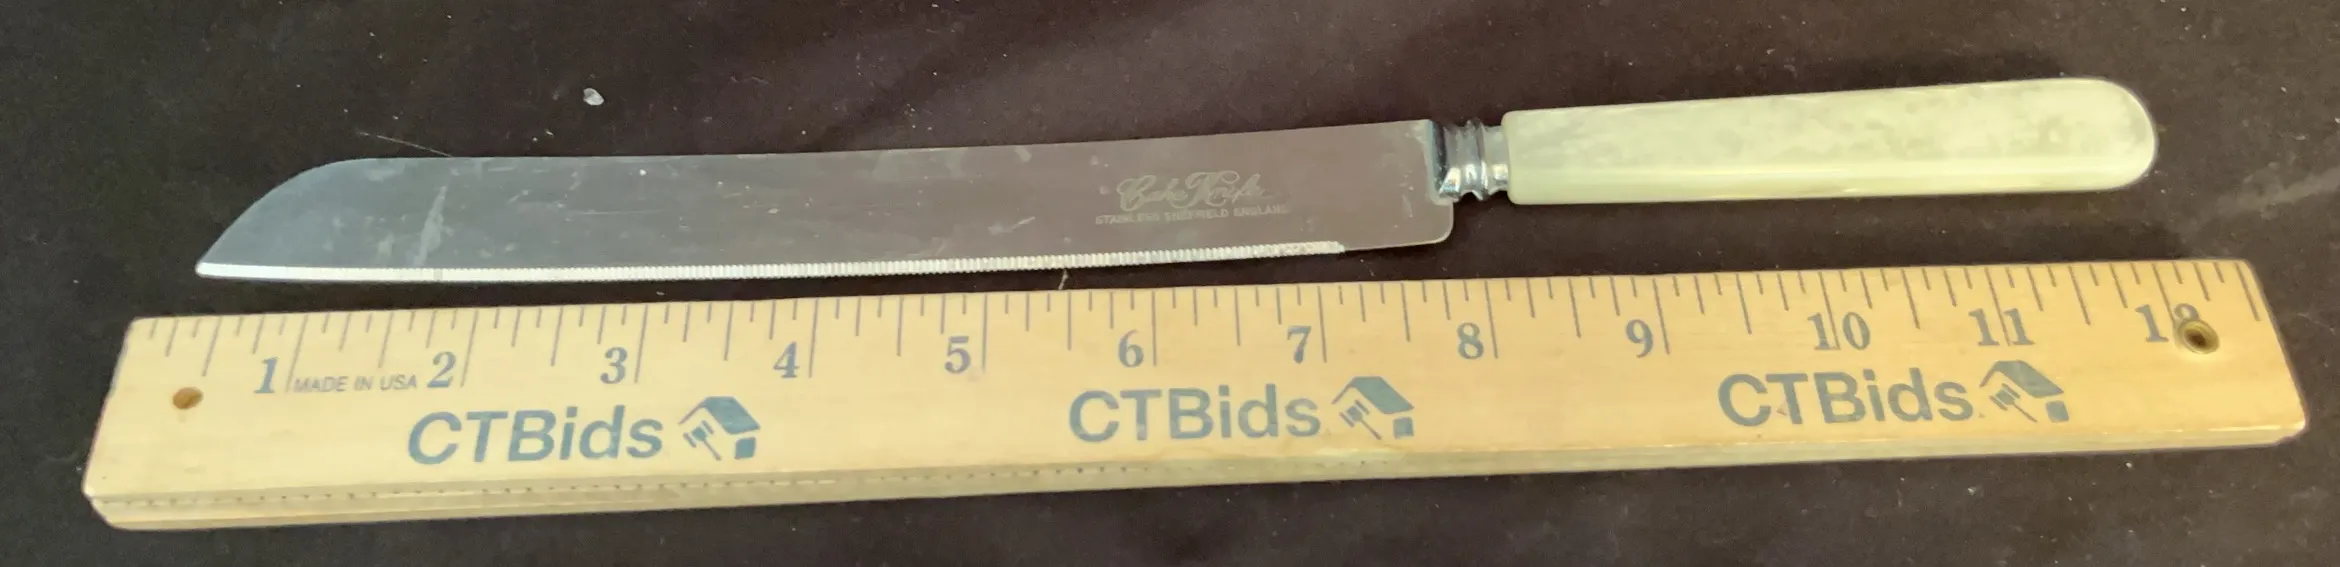 Cake Knife
STAINLESS SHEFFIELD ENGLAND
1 2 3 4 5 6 7 8 9 10 11 12
MADE IN USA
CTBids CTBids CTBids